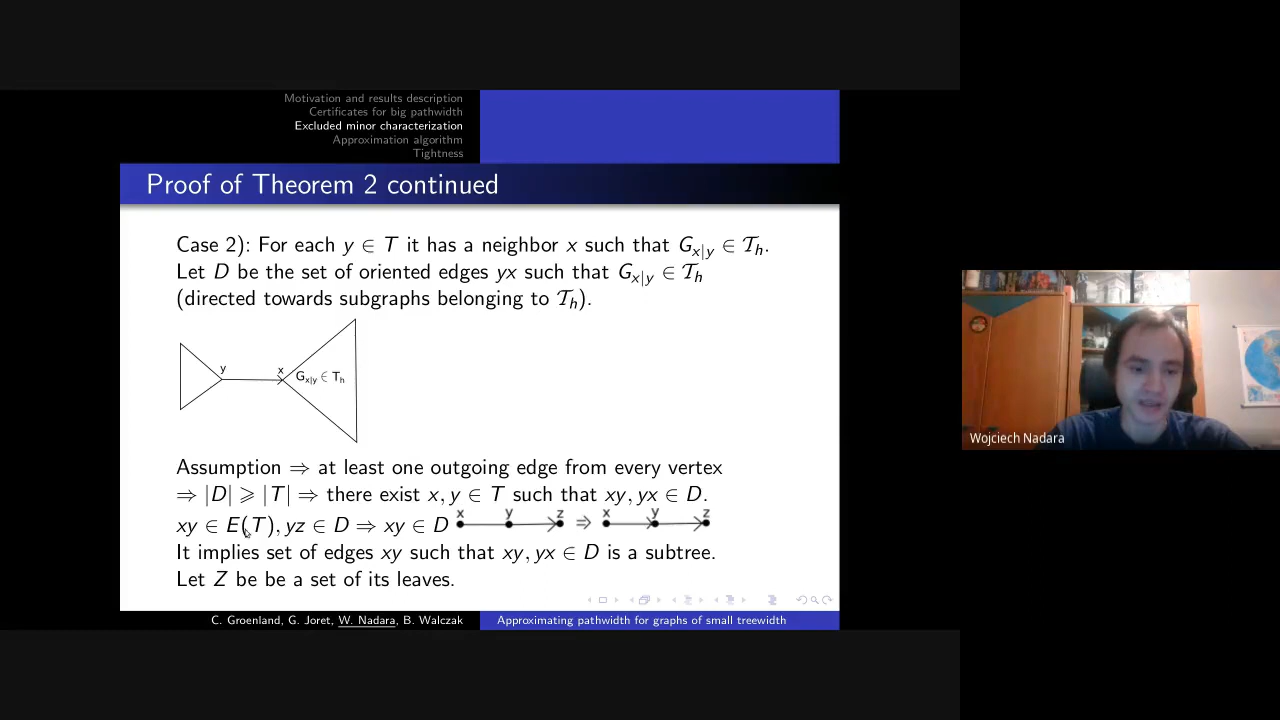 Motivation and results description
Certificates for big pathwidth
Excluded minor characterization
Approximation algorithm
Tightness
Proof of Theorem 2 continued
Case 2): For each y ∈ T it has a neighbor x such that G_{x|y} ∈ 𝒯_h.
Let D be the set of oriented edges yx such that G_{x|y} ∈ 𝒯_h
(directed towards subgraphs belonging to 𝒯_h).
y x G_{x|y} ∈ T_h
Assumption ⇒ at least one outgoing edge from every vertex
⇒ |D| ⩾ |T| ⇒ there exist x, y ∈ T such that xy, yx ∈ D.
xy ∈ E(T), yz ∈ D ⇒ xy ∈ D x y z ⇒ x y z
It implies set of edges xy such that xy, yx ∈ D is a subtree.
Let Z be be a set of its leaves.
C. Groenland, G. Joret, W. Nadara, B. Walczak
Approximating pathwidth for graphs of small treewidth
Wojciech Nadara